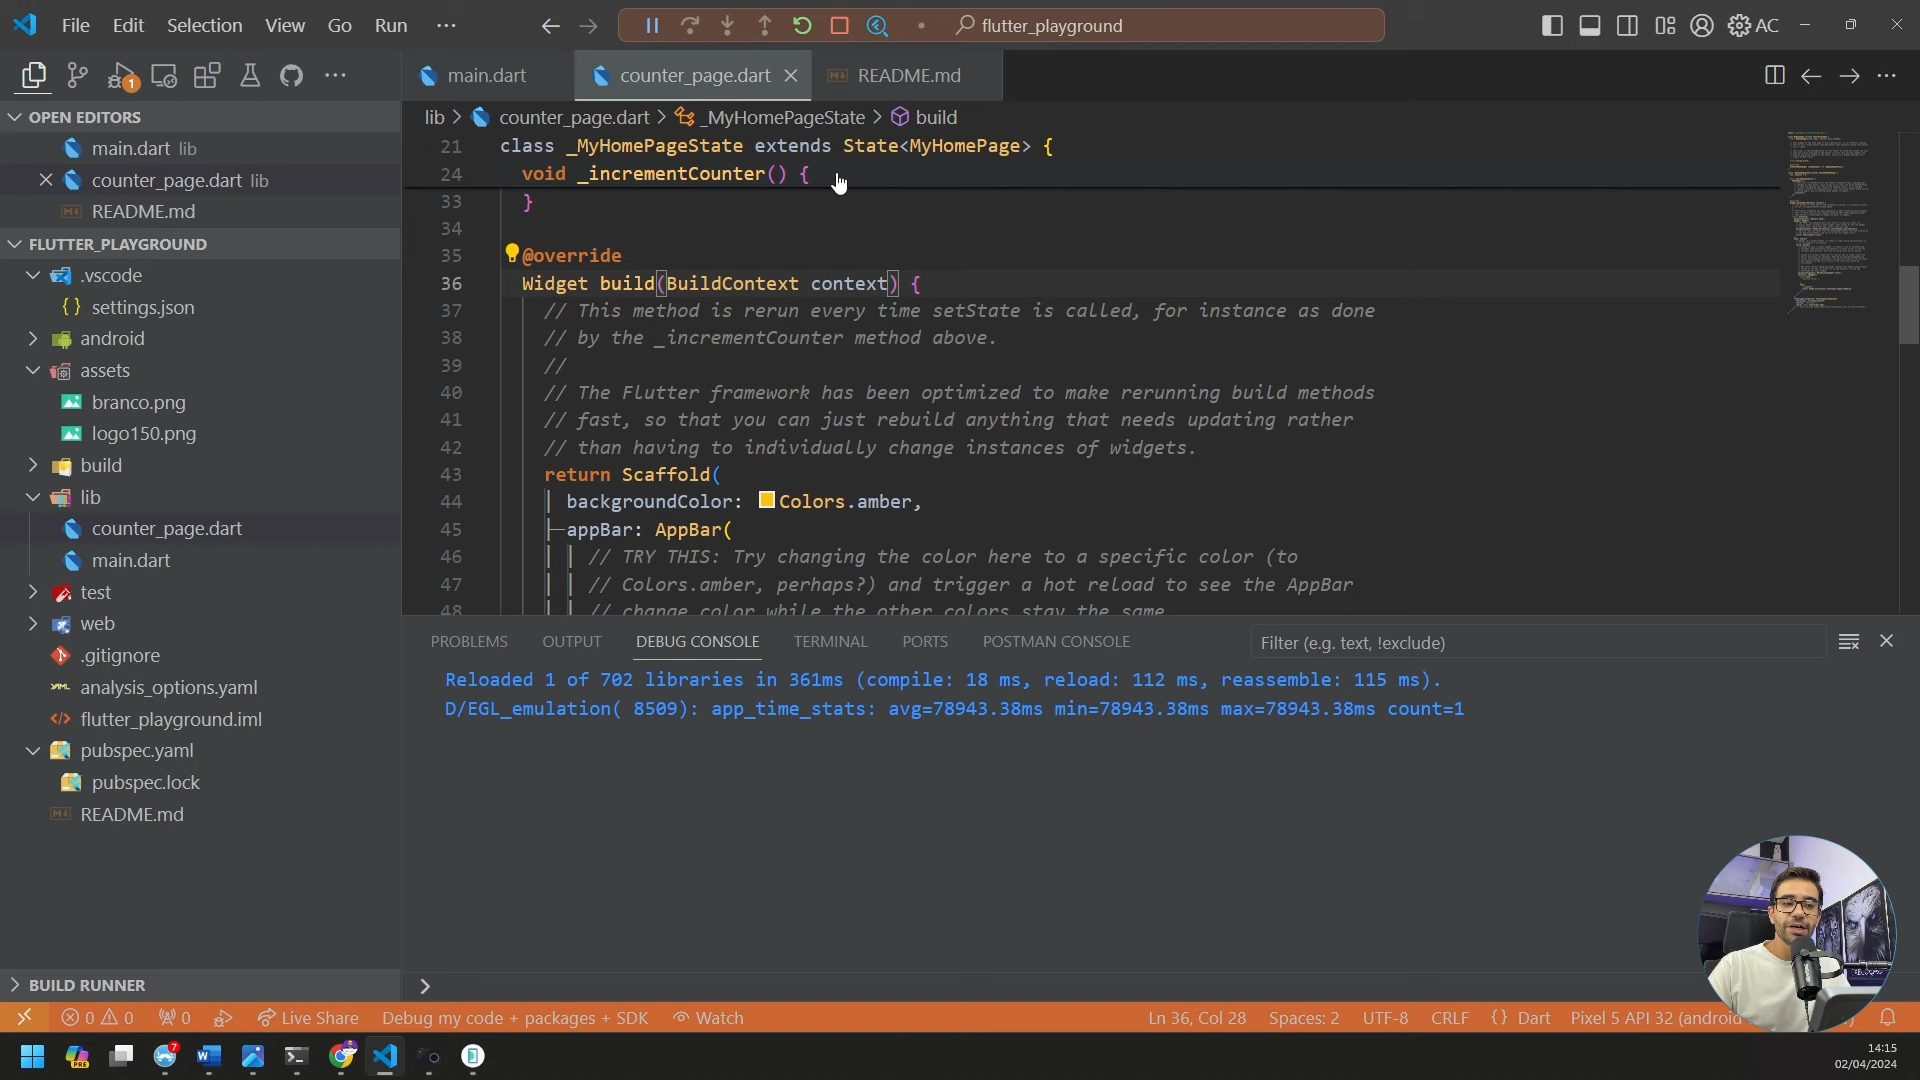 File Edit Selection View Go Run ···
flutter_playground
AC
1
main.dart
counter_page.dart
README.md
OPEN EDITORS
main.dart lib
counter_page.dart lib
README.md
FLUTTER_PLAYGROUND
.vscode
settings.json
android
assets
branco.png
logo150.png
build
lib
counter_page.dart
main.dart
test
web
.gitignore
analysis_options.yaml
flutter_playground.iml
pubspec.yaml
pubspec.lock
README.md
BUILD RUNNER
lib > counter_page.dart > _MyHomePageState > build
21 class _MyHomePageState extends State<MyHomePage> {
24 void _incrementCounter() {
33 }
34
35 @override
36 Widget build(BuildContext context) {
37 // This method is rerun every time setState is called, for instance as done
38 // by the _incrementCounter method above.
39 //
40 // The Flutter framework has been optimized to make rerunning build methods
41 // fast, so that you can just rebuild anything that needs updating rather
42 // than having to individually change instances of widgets.
43 return Scaffold(
44 backgroundColor: Colors.amber,
45 appBar: AppBar(
46 // TRY THIS: Try changing the color here to a specific color (to
47 // Colors.amber, perhaps?) and trigger a hot reload to see the AppBar
48 // change color while the other colors stay the same
PROBLEMS OUTPUT DEBUG CONSOLE TERMINAL PORTS POSTMAN CONSOLE
Filter (e.g. text, !exclude)
Reloaded 1 of 702 libraries in 361ms (compile: 18 ms, reload: 112 ms, reassemble: 115 ms).
D/EGL_emulation( 8509): app_time_stats: avg=78943.38ms min=78943.38ms max=78943.38ms count=1
0 0 0 Live Share Debug my code + packages + SDK Watch
Ln 36, Col 28 Spaces: 2 UTF-8 CRLF {} Dart Pixel 5 API 32 (android
PRE
7
14:15
02/04/2024